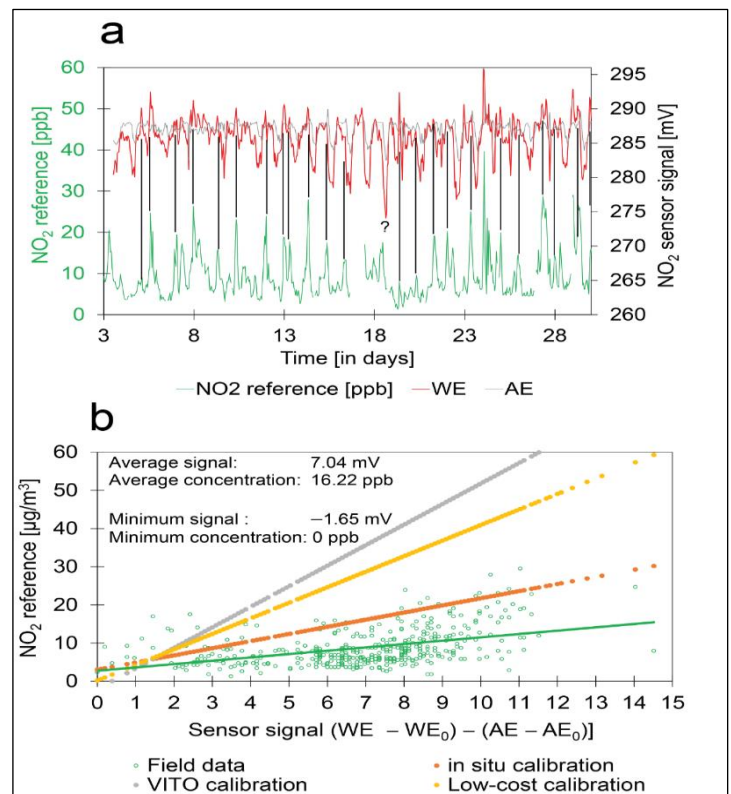 a
NO₂ reference [ppb]
60
50
40
30
20
10
0
295
290
285
280
275
270
265
260
NO₂ sensor signal [mV]
?
3 8 13 18 23 28
Time [in days]
NO2 reference [ppb] WE AE
b
NO₂ reference [µg/m³]
60
50
40
30
20
10
0
Average signal: 7.04 mV
Average concentration: 16.22 ppb
Minimum signal : −1.65 mV
Minimum concentration: 0 ppb
0 1 2 3 4 5 6 7 8 9 10 11 12 13 14 15
Sensor signal (WE − WE₀) − (AE − AE₀)]
Field data in situ calibration
VITO calibration Low-cost calibration